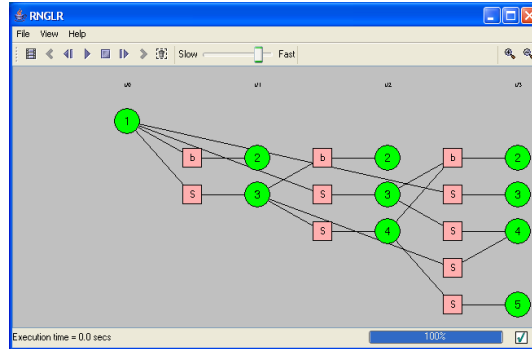 RNGLR
File View Help
Slow Fast
1
b 2 b 2 b 2
S 3 S 3 S 3
S 4 S 4
S
S 5
Execution time = 0.0 secs 100%